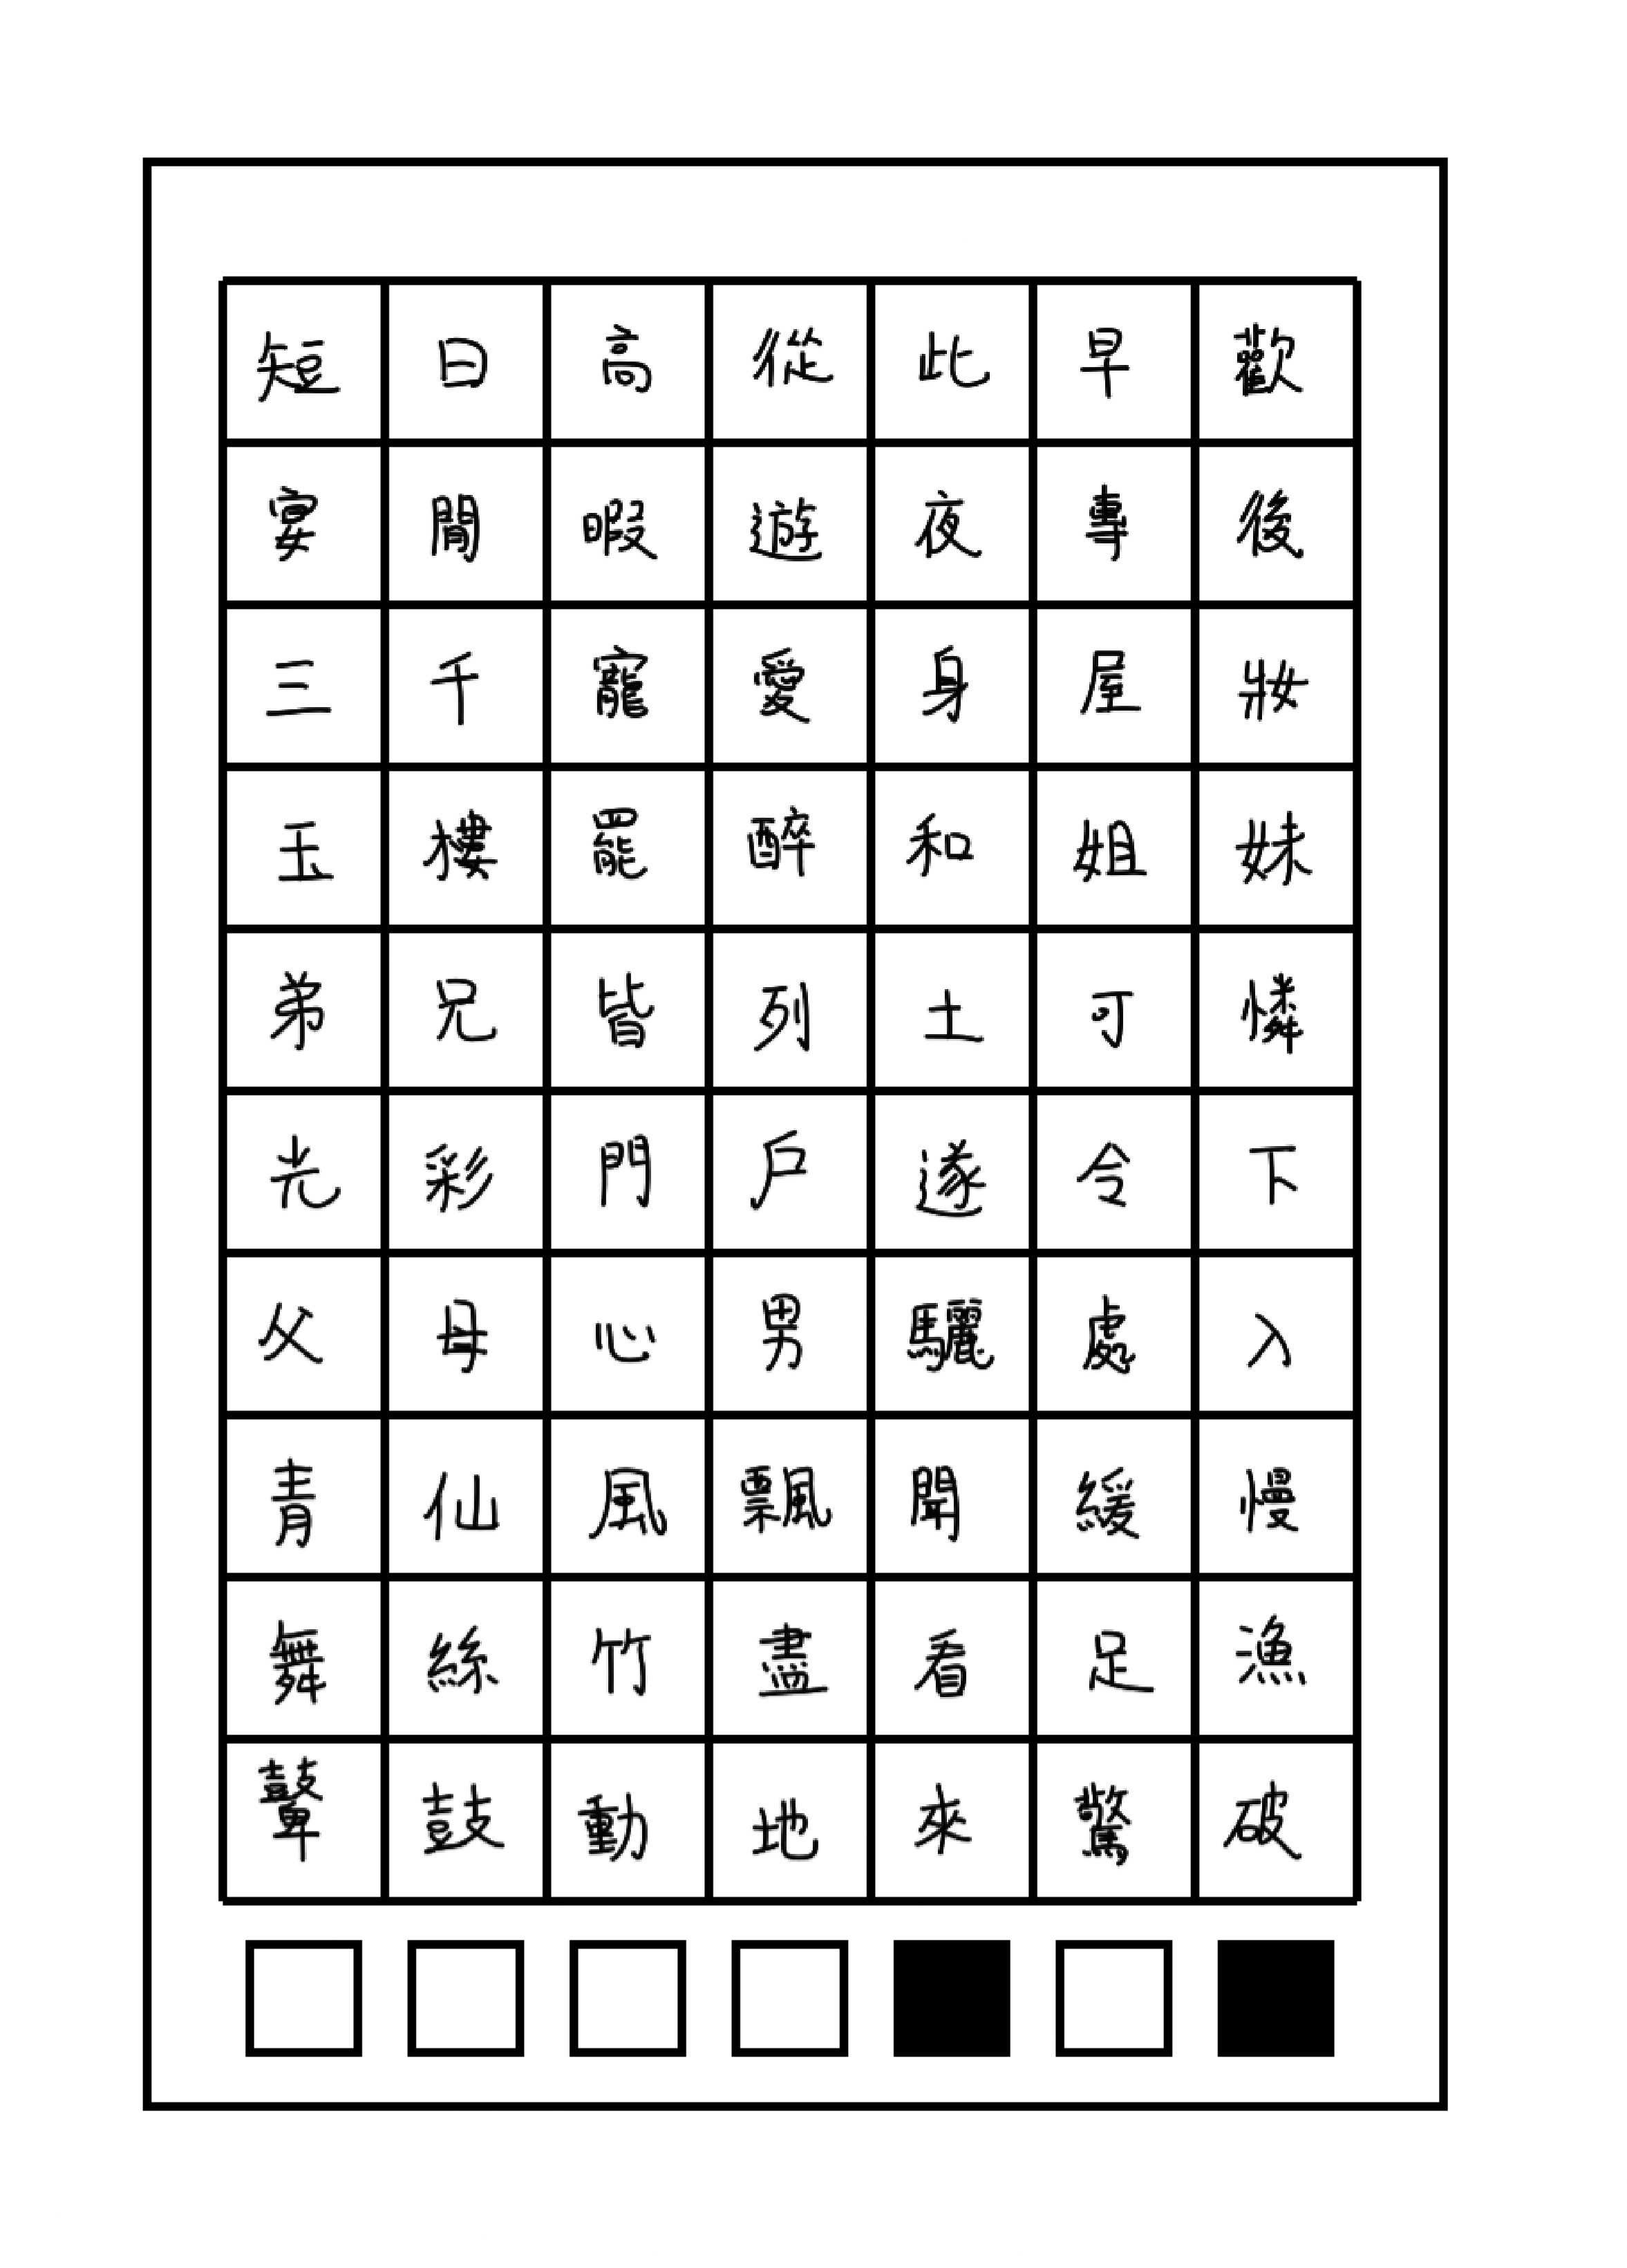 短日高從此早歡
宴閒暇遊夜專後
三千寵愛身屋妝
玉樓罷醉和姐妹
弟兄皆列土可憐
光彩門戶遂令下
父母心男驪處入
青仙風飄聞緩慢
舞絲竹盡看足漁
鼙鼓動地來驚破